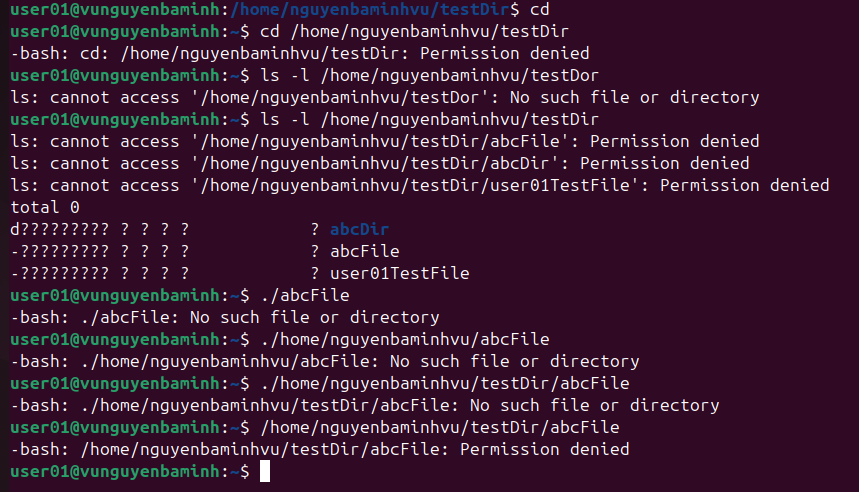 user01@vunguyenbaminh:/home/nguyenbaminhvu/testDir$ cd
user01@vunguyenbaminh:~$ cd /home/nguyenbaminhvu/testDir
-bash: cd: /home/nguyenbaminhvu/testDir: Permission denied
user01@vunguyenbaminh:~$ ls -l /home/nguyenbaminhvu/testDor
ls: cannot access '/home/nguyenbaminhvu/testDor': No such file or directory
user01@vunguyenbaminh:~$ ls -l /home/nguyenbaminhvu/testDir
ls: cannot access '/home/nguyenbaminhvu/testDir/abcFile': Permission denied
ls: cannot access '/home/nguyenbaminhvu/testDir/abcDir': Permission denied
ls: cannot access '/home/nguyenbaminhvu/testDir/user01TestFile': Permission denied
total 0
d????????? ? ? ? ?            ? abcDir
-????????? ? ? ? ?            ? abcFile
-????????? ? ? ? ?            ? user01TestFile
user01@vunguyenbaminh:~$ ./abcFile
-bash: ./abcFile: No such file or directory
user01@vunguyenbaminh:~$ ./home/nguyenbaminhvu/abcFile
-bash: ./home/nguyenbaminhvu/abcFile: No such file or directory
user01@vunguyenbaminh:~$ ./home/nguyenbaminhvu/testDir/abcFile
-bash: ./home/nguyenbaminhvu/testDir/abcFile: No such file or directory
user01@vunguyenbaminh:~$ /home/nguyenbaminhvu/testDir/abcFile
-bash: /home/nguyenbaminhvu/testDir/abcFile: Permission denied
user01@vunguyenbaminh:~$